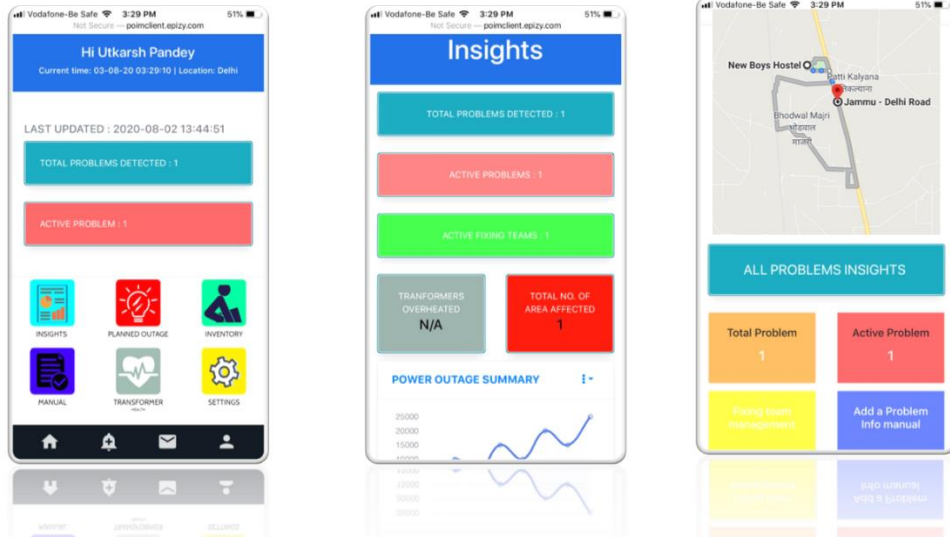 Vodafone-Be Safe 3:29 PM 51%
Not Secure — poimclient.epizy.com
Hi Utkarsh Pandey
Current time: 03-08-20 03:29:10 | Location: Delhi
LAST UPDATED : 2020-08-02 13:44:51
TOTAL PROBLEMS DETECTED : 1
ACTIVE PROBLEM : 1
INSIGHTS
PLANNED OUTAGE
INVENTORY
MANUAL
TRANSFORMER
HEALTH
SETTINGS
Vodafone-Be Safe 3:29 PM 51%
Not Secure — poimclient.epizy.com
Insights
TOTAL PROBLEMS DETECTED : 1
ACTIVE PROBLEMS : 1
ACTIVE FIXING TEAMS : 1
TRANFORMERS
OVERHEATED
N/A
TOTAL NO. OF
AREA AFFECTED
1
POWER OUTAGE SUMMARY
25000
20000
15000
10000
Vodafone-Be Safe 3:29 PM 51%
New Boys Hostel
Patti Kalyana
Jammu - Delhi Road
Bhodwal Majri
भोडवाल
माजरी
ALL PROBLEMS INSIGHTS
Total Problem
1
Active Problem
1
Fixing team
management
Add a Problem
Info manual